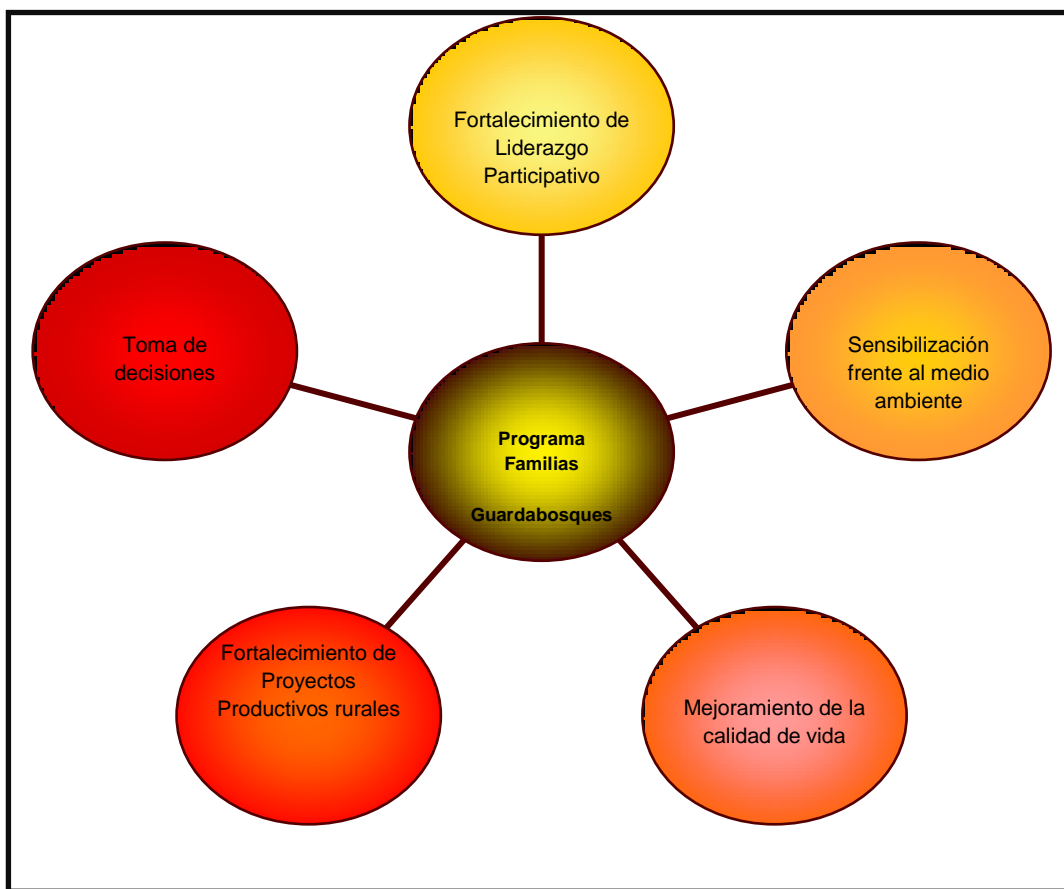 Fortalecimiento de
Liderazgo
Participativo
Toma de
decisiones
Sensibilización
frente al medio
ambiente
Programa
Familias
Guardabosques
Fortalecimiento de
Proyectos
Productivos rurales
Mejoramiento de la
calidad de vida